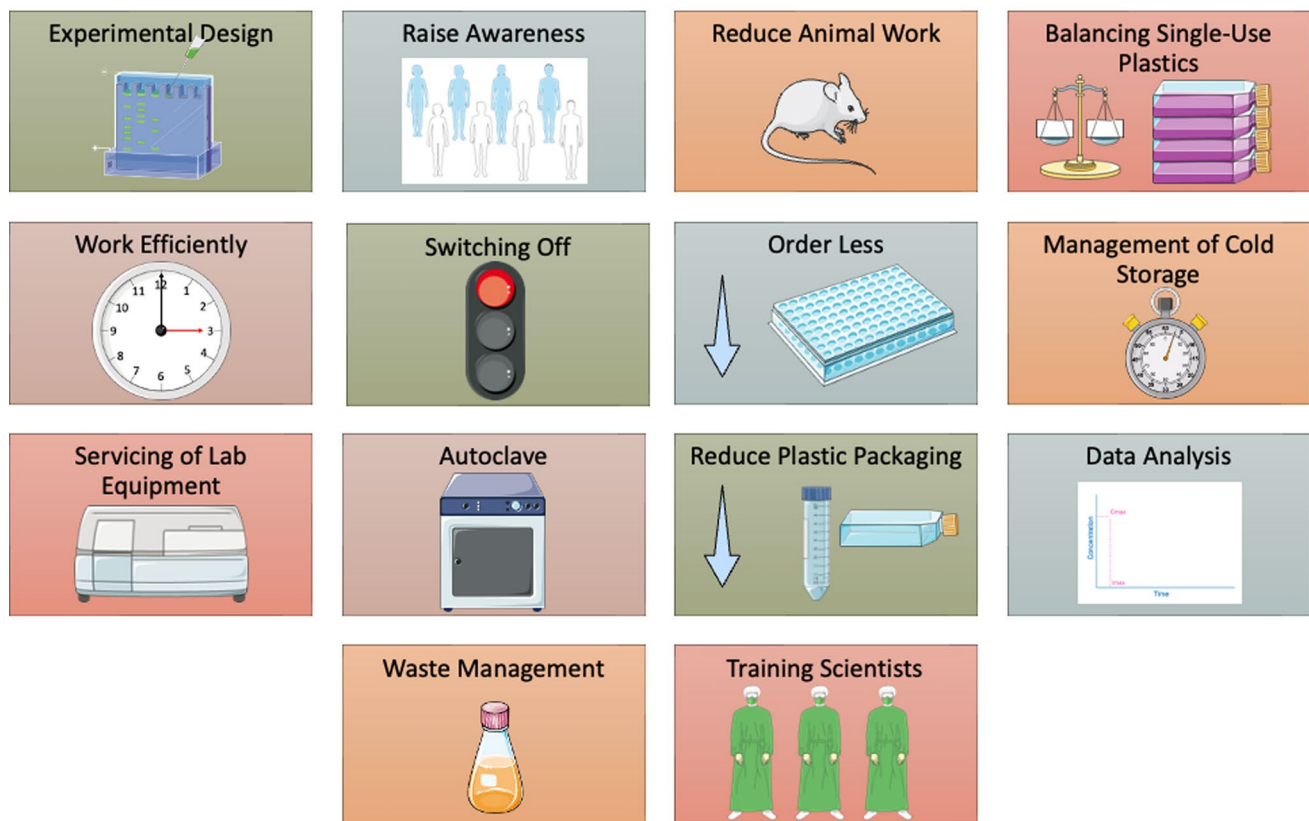 Experimental Design
Raise Awareness
Reduce Animal Work
Balancing Single-Use
Plastics
Work Efficiently
12
1
2
3
4
5
6
7
8
9
10
11
Switching Off
Order Less
Management of Cold
Storage
Servicing of Lab
Equipment
Autoclave
Reduce Plastic Packaging
Data Analysis
Concentration
Cmax
Time
Waste Management
Training Scientists